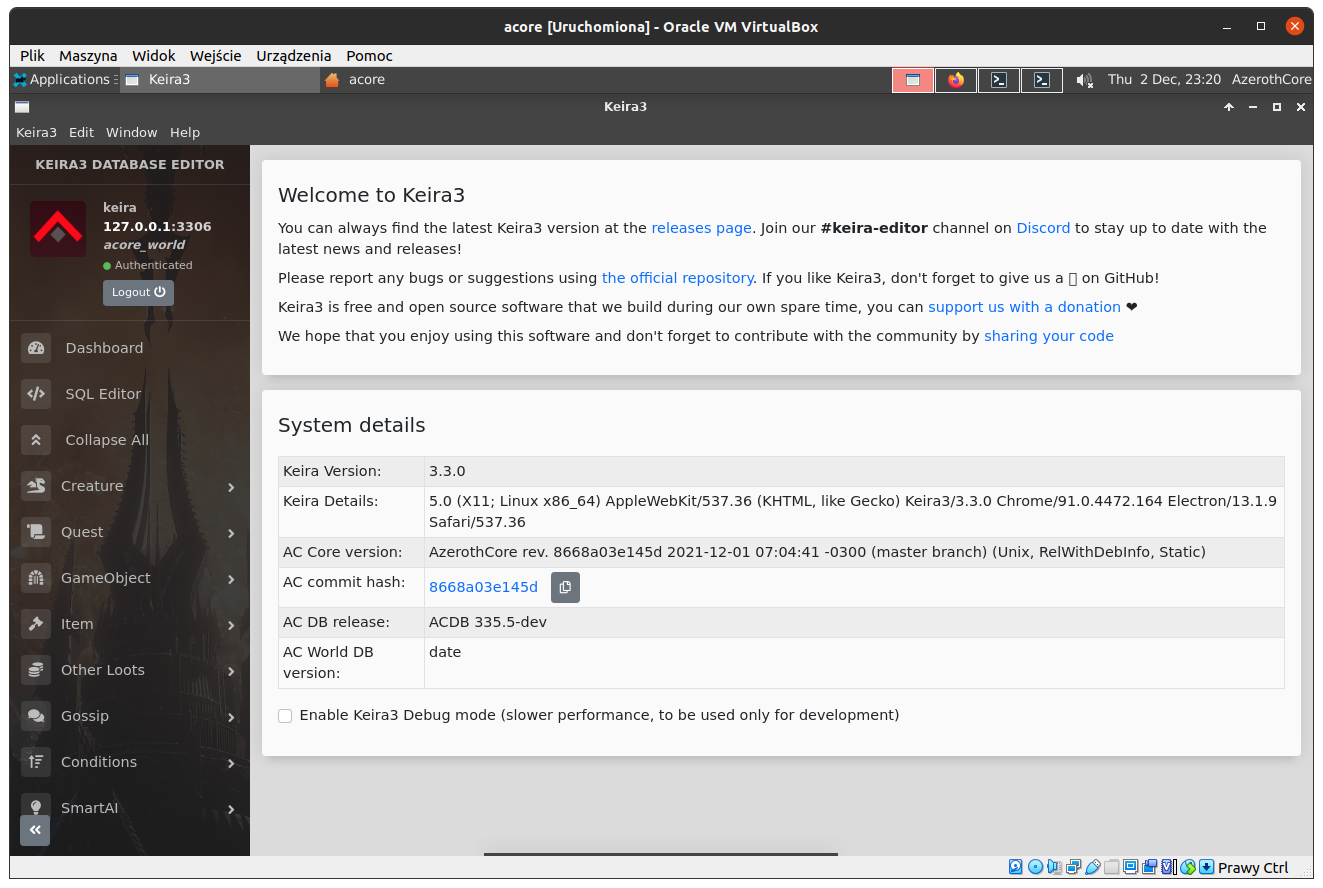 acore [Uruchomiona] - Oracle VM VirtualBox
Plik Maszyna Widok Wejście Urządzenia Pomoc
Applications Keira3 acore Thu 2 Dec, 23:20 AzerothCore
Keira3
Keira3 Edit Window Help
KEIRA3 DATABASE EDITOR
keira
127.0.0.1:3306
acore_world
Authenticated
Logout
Dashboard
SQL Editor
Collapse All
Creature
Quest
GameObject
Item
Other Loots
Gossip
Conditions
SmartAI
Welcome to Keira3
You can always find the latest Keira3 version at the releases page. Join our #keira-editor channel on Discord to stay up to date with the
latest news and releases!
Please report any bugs or suggestions using the official repository. If you like Keira3, don't forget to give us a ▯ on GitHub!
Keira3 is free and open source software that we build during our own spare time, you can support us with a donation ❤
We hope that you enjoy using this software and don't forget to contribute with the community by sharing your code
System details
Keira Version: 3.3.0
Keira Details: 5.0 (X11; Linux x86_64) AppleWebKit/537.36 (KHTML, like Gecko) Keira3/3.3.0 Chrome/91.0.4472.164 Electron/13.1.9
Safari/537.36
AC Core version: AzerothCore rev. 8668a03e145d 2021-12-01 07:04:41 -0300 (master branch) (Unix, RelWithDebInfo, Static)
AC commit hash: 8668a03e145d
AC DB release: ACDB 335.5-dev
AC World DB date
version:
Enable Keira3 Debug mode (slower performance, to be used only for development)
Prawy Ctrl